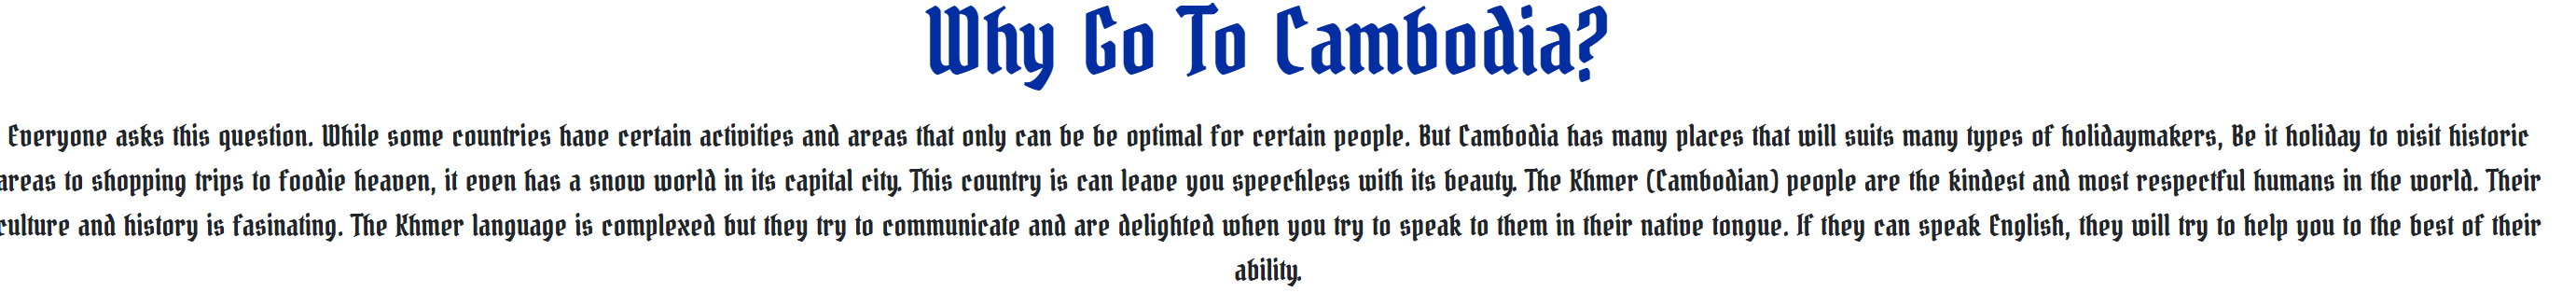 Why Go To Cambodia?
Everyone asks this question. While some countries have certain activities and areas that only can be be optimal for certain people. But Cambodia has many places that will suits many types of holidaymakers, Be it holiday to visit historic
areas to shopping trips to foodie heaven, it even has a snow world in its capital city. This country is can leave you speechless with its beauty. The Khmer (Cambodian) people are the kindest and most respectful humans in the world. Their
culture and history is fasinating. The Khmer language is complexed but they try to communicate and are delighted when you try to speak to them in their native tongue. If they can speak English, they will try to help you to the best of their
ability.